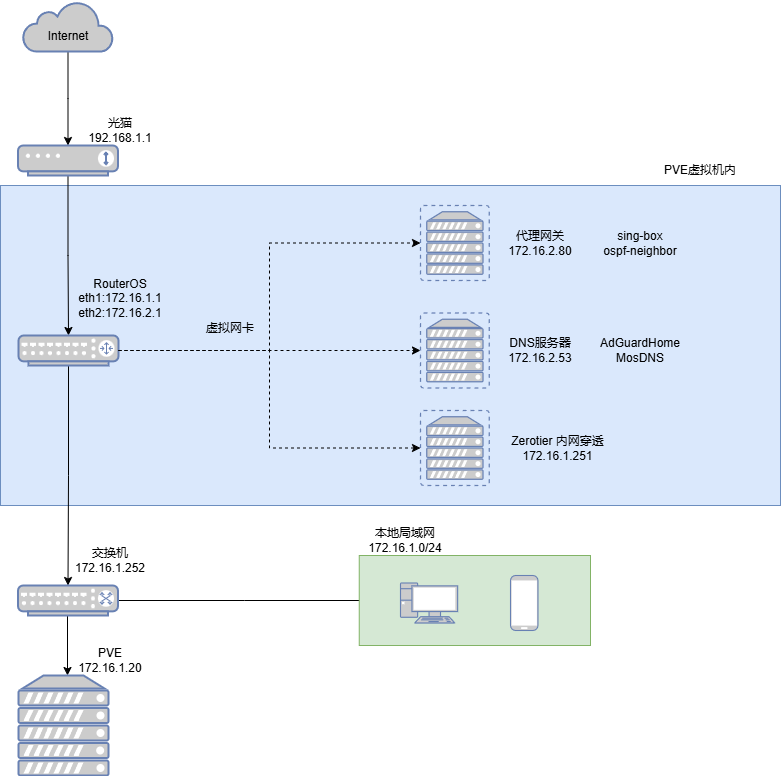 Internet
光猫
192.168.1.1
PVE虚拟机内
代理网关
172.16.2.80
sing-box
ospf-neighbor
RouterOS
eth1:172.16.1.1
eth2:172.16.2.1
虚拟网卡
DNS服务器
172.16.2.53
AdGuardHome
MosDNS
Zerotier 内网穿透
172.16.1.251
本地局域网
172.16.1.0/24
交换机
172.16.1.252
PVE
172.16.1.20